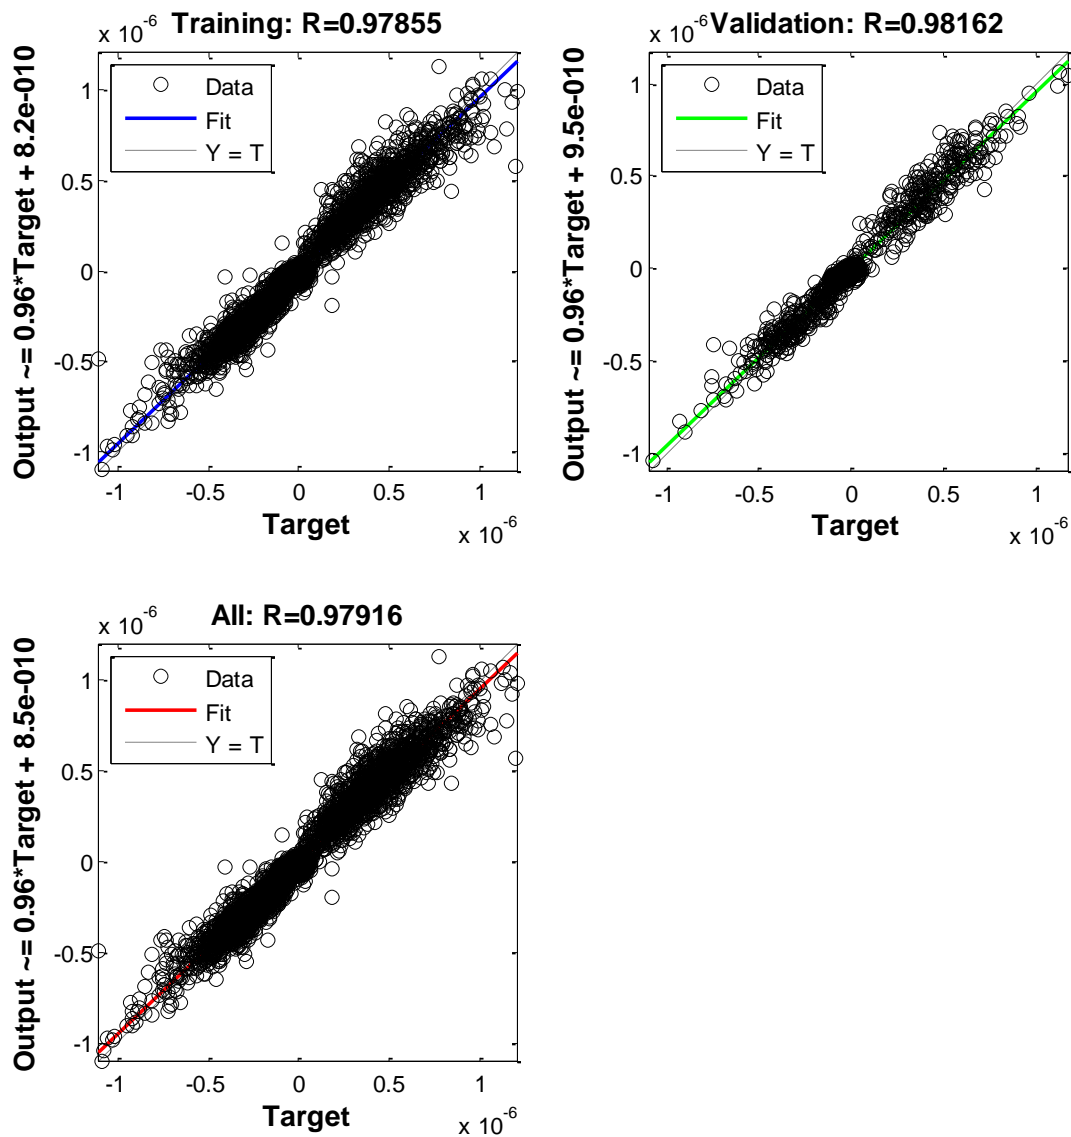 x 10-6
Training: R=0.97855
Output ~= 0.96*Target + 8.2e-010
Data
Fit
Y = T
1
0.5
0
-0.5
-1
-1 -0.5 0 0.5 1
Target
x 10-6
x 10-6
Validation: R=0.98162
Output ~= 0.96*Target + 9.5e-010
Data
Fit
Y = T
1
0.5
0
-0.5
-1
-1 -0.5 0 0.5 1
Target
x 10-6
x 10-6
All: R=0.97916
Output ~= 0.96*Target + 8.5e-010
Data
Fit
Y = T
1
0.5
0
-0.5
-1
-1 -0.5 0 0.5 1
Target
x 10-6